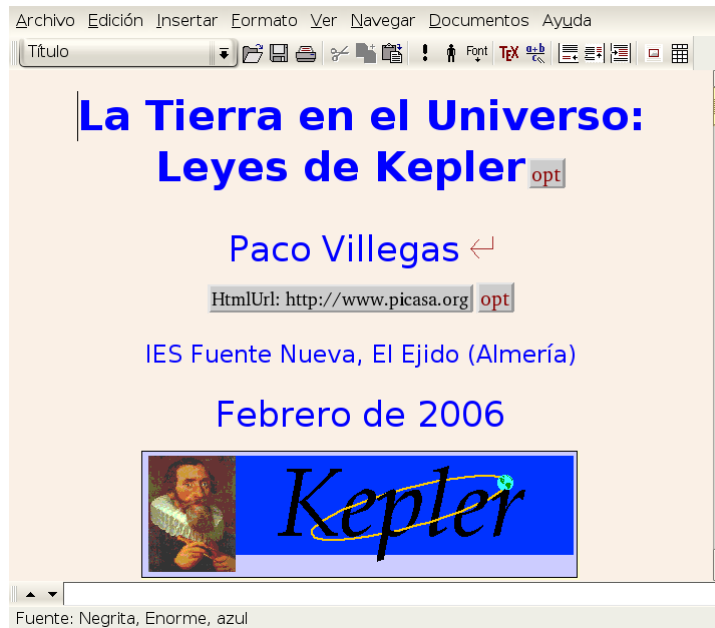 Archivo Edición Insertar Formato Ver Navegar Documentos Ayuda
Título Font TEX a+b c
La Tierra en el Universo:
Leyes de Kepler opt
Paco Villegas
HtmlUrl: http://www.picasa.org opt
IES Fuente Nueva, El Ejido (Almería)
Febrero de 2006
Kepler
Fuente: Negrita, Enorme, azul